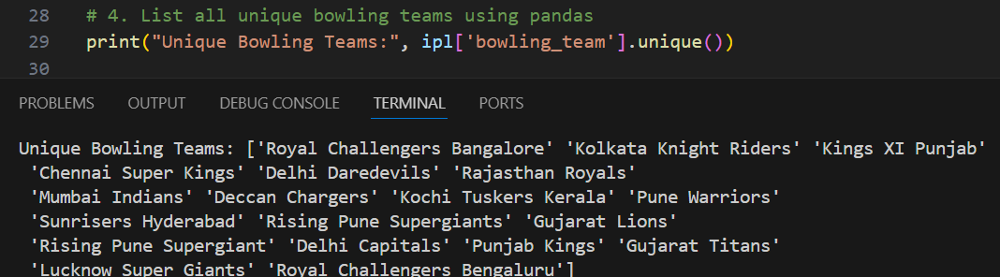 28 # 4. List all unique bowling teams using pandas
29 print("Unique Bowling Teams:", ipl['bowling_team'].unique())
30
PROBLEMS OUTPUT DEBUG CONSOLE TERMINAL PORTS
Unique Bowling Teams: ['Royal Challengers Bangalore' 'Kolkata Knight Riders' 'Kings XI Punjab'
'Chennai Super Kings' 'Delhi Daredevils' 'Rajasthan Royals'
'Mumbai Indians' 'Deccan Chargers' 'Kochi Tuskers Kerala' 'Pune Warriors'
'Sunrisers Hyderabad' 'Rising Pune Supergiants' 'Gujarat Lions'
'Rising Pune Supergiant' 'Delhi Capitals' 'Punjab Kings' 'Gujarat Titans'
'Lucknow Super Giants' 'Royal Challengers Bengaluru']